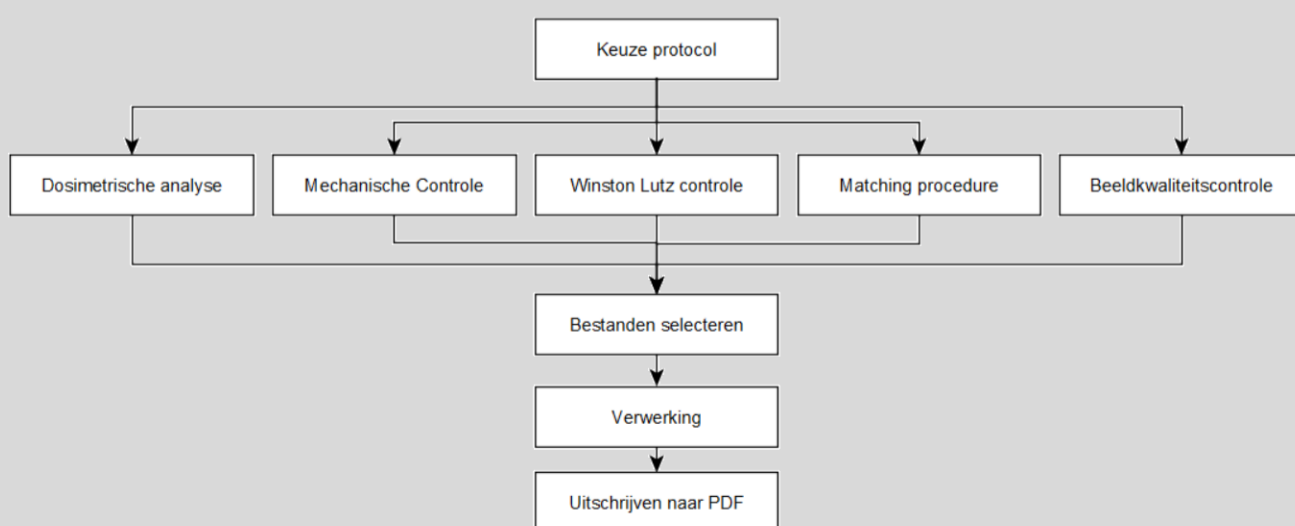 Keuze protocol
Dosimetrische analyse
Mechanische Controle
Winston Lutz controle
Matching procedure
Beeldkwaliteitscontrole
Bestanden selecteren
Verwerking
Uitschrijven naar PDF